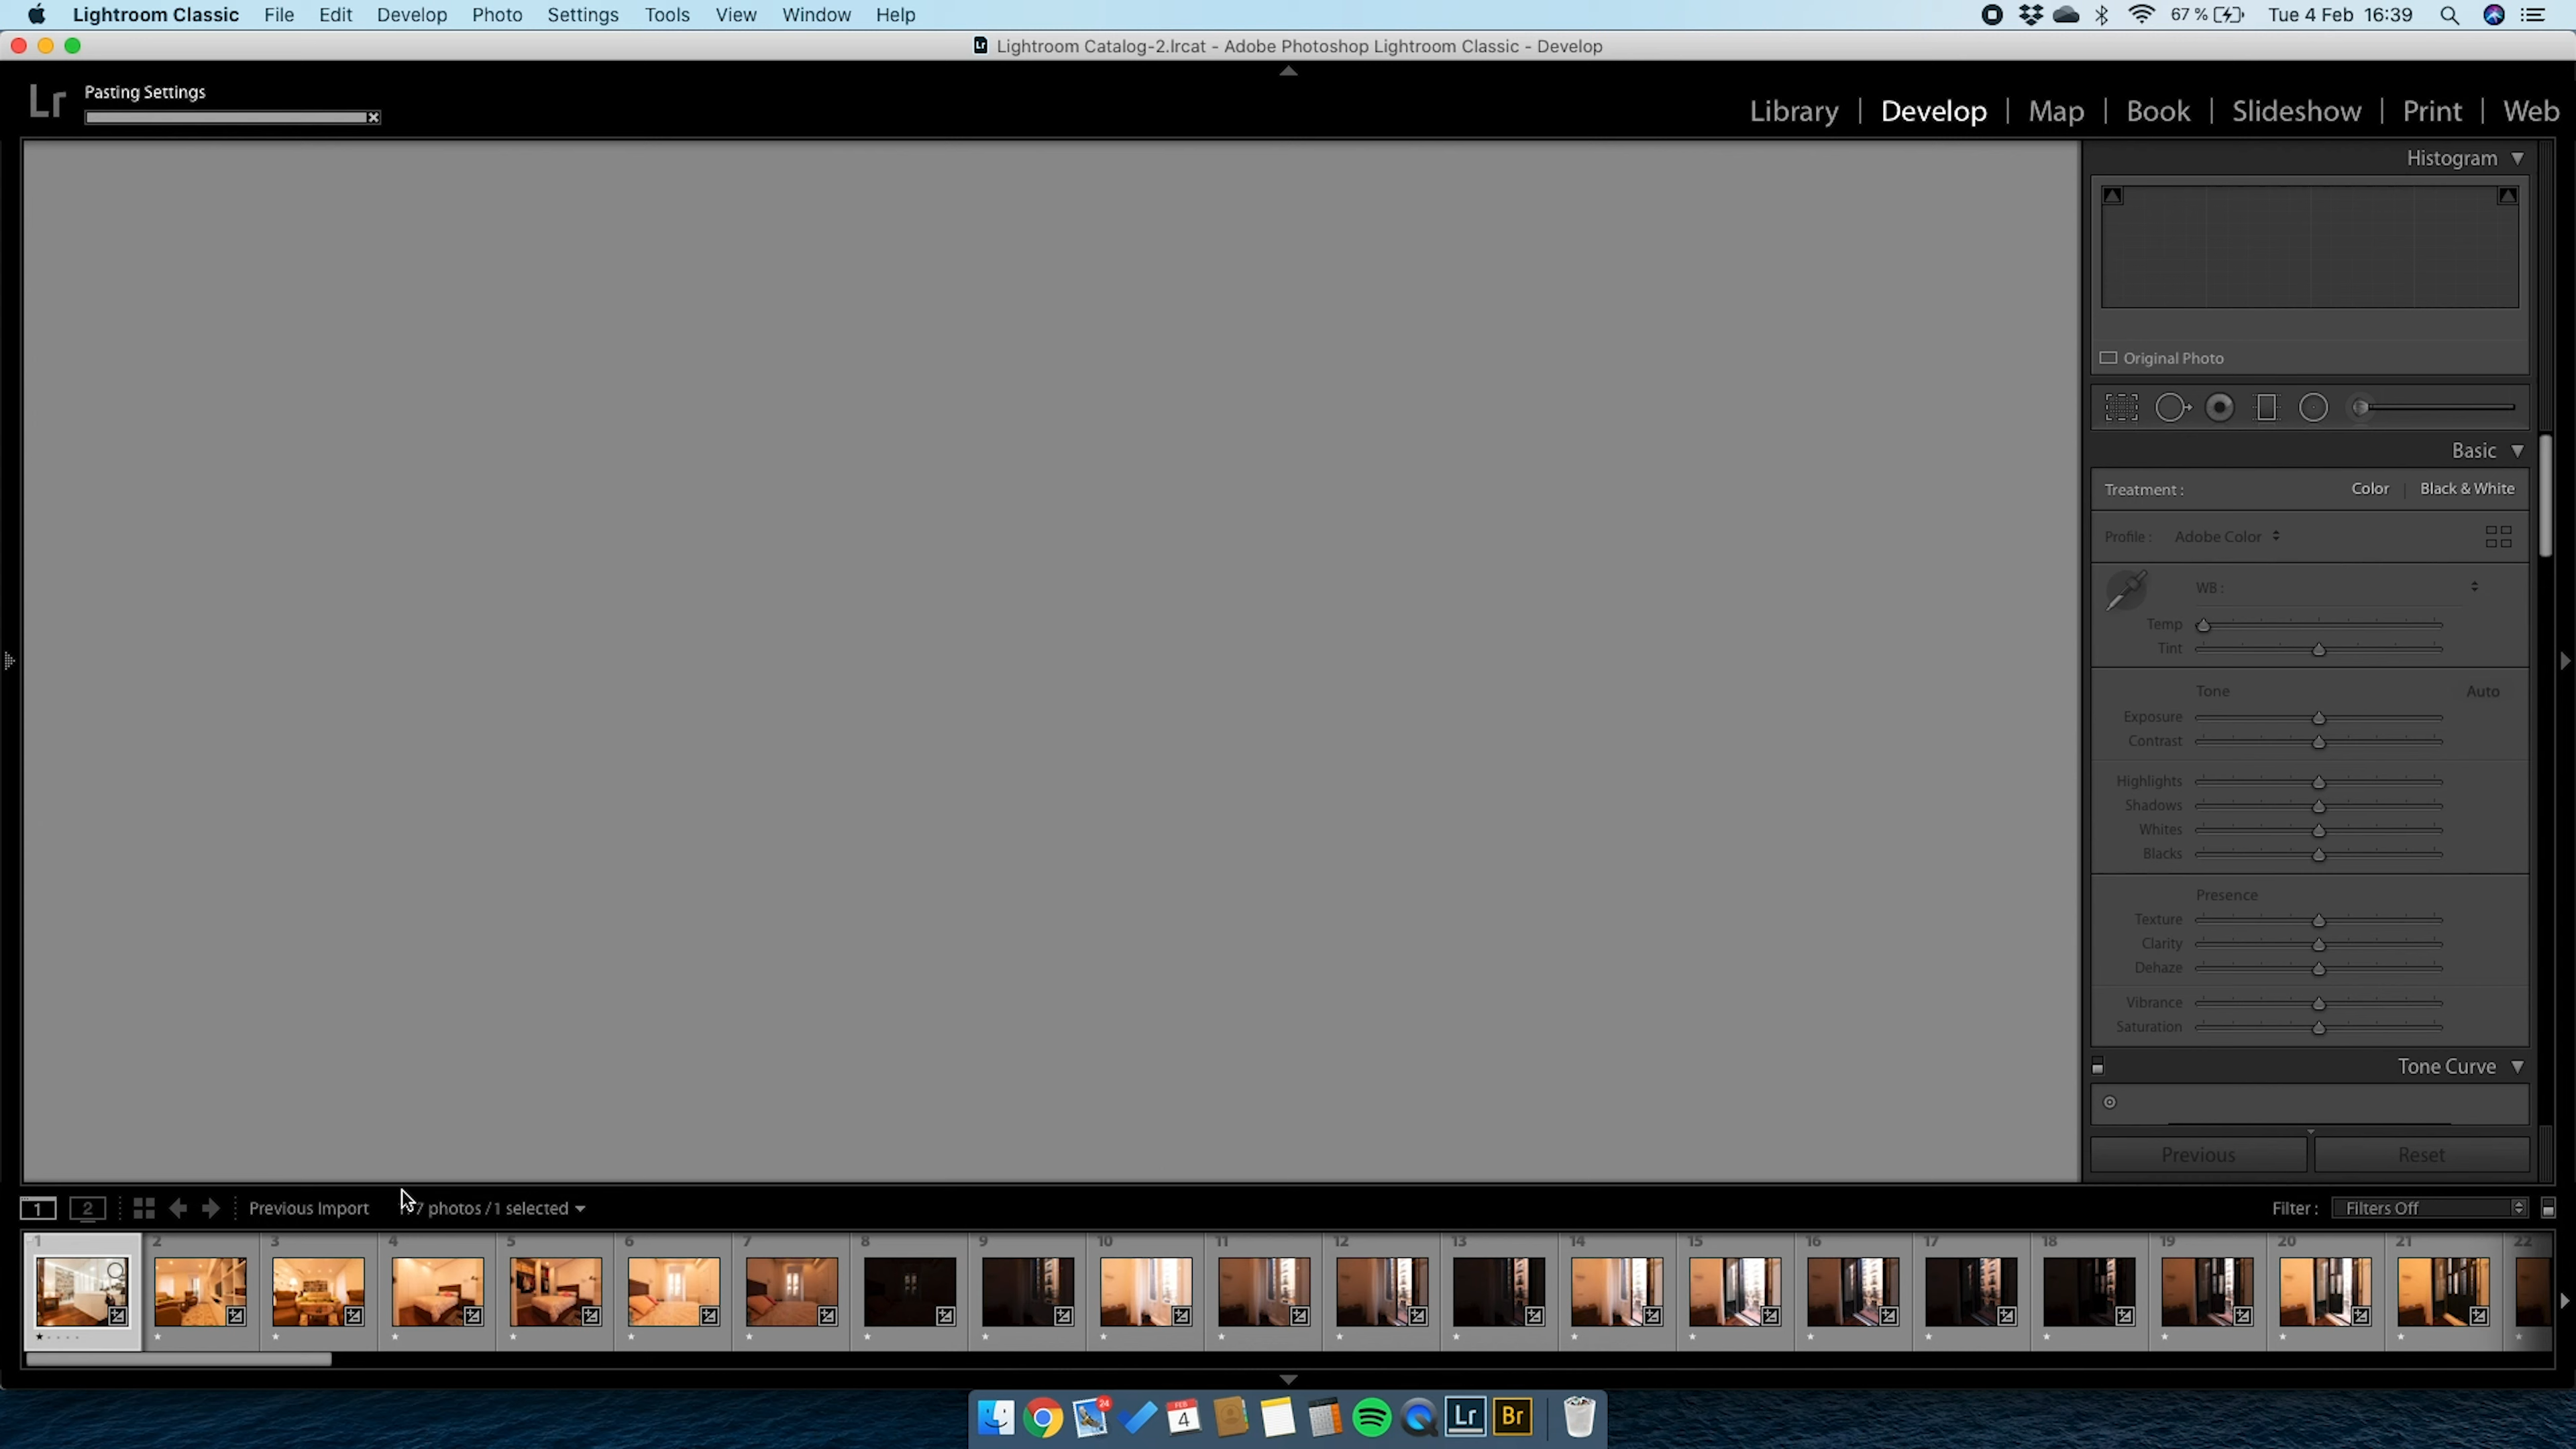 Lightroom Classic File Edit Develop Photo Settings Tools View Window Help 67% Tue 4 Feb 16:39
Lr Lightroom Catalog-2.lrcat - Adobe Photoshop Lightroom Classic - Develop
Lr Pasting Settings
Library | Develop | Map | Book | Slideshow | Print | Web
Histogram
Original Photo
Basic
Treatment : Color Black & White
Profile : Adobe Color
WB :
Temp
Tint
Tone Auto
Exposure
Contrast
Highlights
Shadows
Whites
Blacks
Presence
Texture
Clarity
Dehaze
Vibrance
Saturation
Tone Curve
Previous Reset
1 2 Previous Import photos / 1 selected Filter : Filters Off
1 2 3 4 5 6 7 8 9 10 11 12 13 14 15 16 17 18 19 20 21 22
24 FEB 4 Lr Br